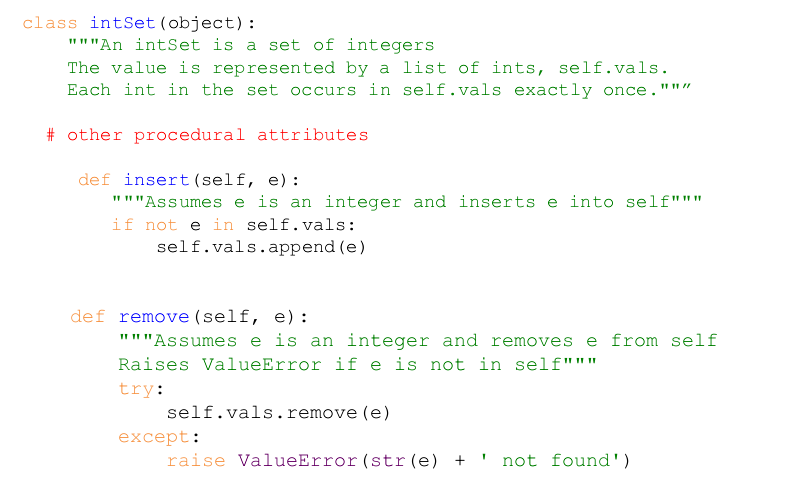 class intSet(object):
    """An intSet is a set of integers
    The value is represented by a list of ints, self.vals.
    Each int in the set occurs in self.vals exactly once.""”
  # other procedural attributes
    def insert(self, e):
        """Assumes e is an integer and inserts e into self"""
        if not e in self.vals:
            self.vals.append(e)
    def remove(self, e):
        """Assumes e is an integer and removes e from self
        Raises ValueError if e is not in self"""
        try:
            self.vals.remove(e)
        except:
            raise ValueError(str(e) + ' not found')